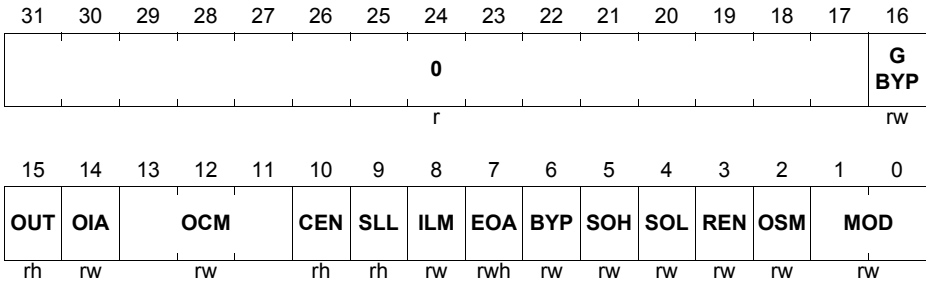 31 30 29 28 27 26 25 24 23 22 21 20 19 18 17 16
0 G
BYP
r rw
15 14 13 12 11 10 9 8 7 6 5 4 3 2 1 0
OUT OIA OCM CEN SLL ILM EOA BYP SOH SOL REN OSM MOD
rh rw rw rh rh rw rwh rw rw rw rw rw rw